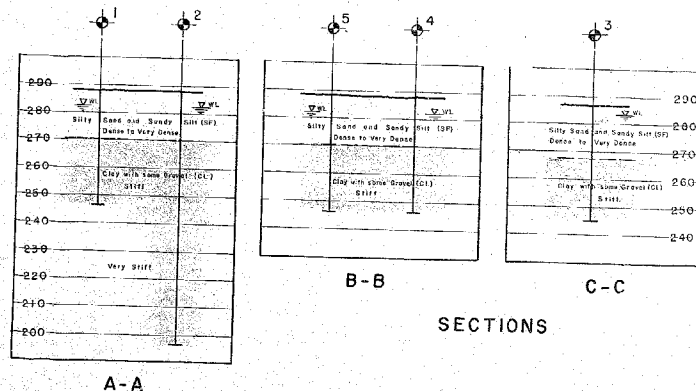 1
2
290
WL
WL
280
Silty Sand and Sandy Silt (SF)
Dense to Very Dense
270
260
Clay with some Gravel (CL)
Stiff
250
240
230
Very Stiff
220
210
200
A-A
5
4
WL
WL
Silty Sand and Sandy Silt (SF)
Dense to Very Dense
Clay with some Gravel (CL)
Stiff
B-B
3
290
WL
280
Silty Sand and Sandy Silt (SF)
Dense to Very Dense
270
260
Clay with some Gravel (CL)
Stiff
250
240
C-C
SECTIONS